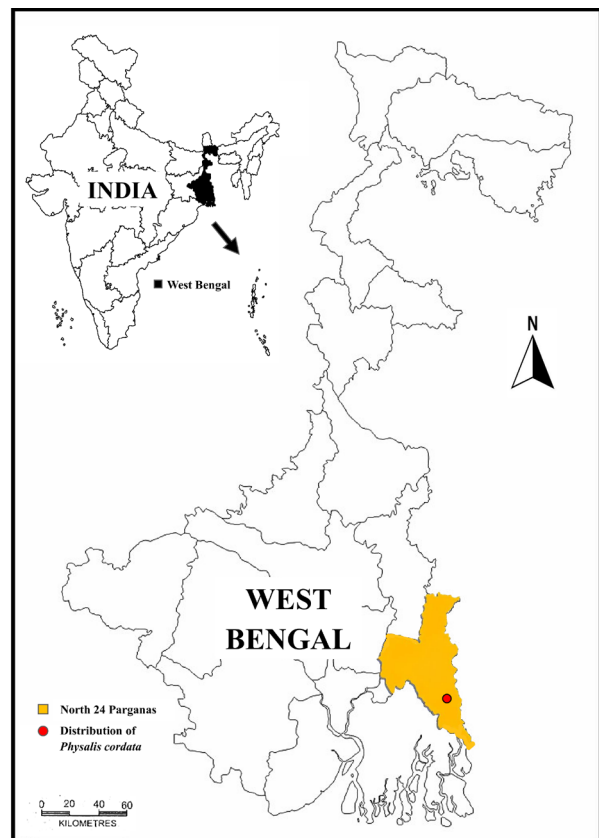 INDIA
West Bengal
N
WEST
BENGAL
North 24 Parganas
Distribution of
Physalis cordata
0 20 40 60
KILOMETRES